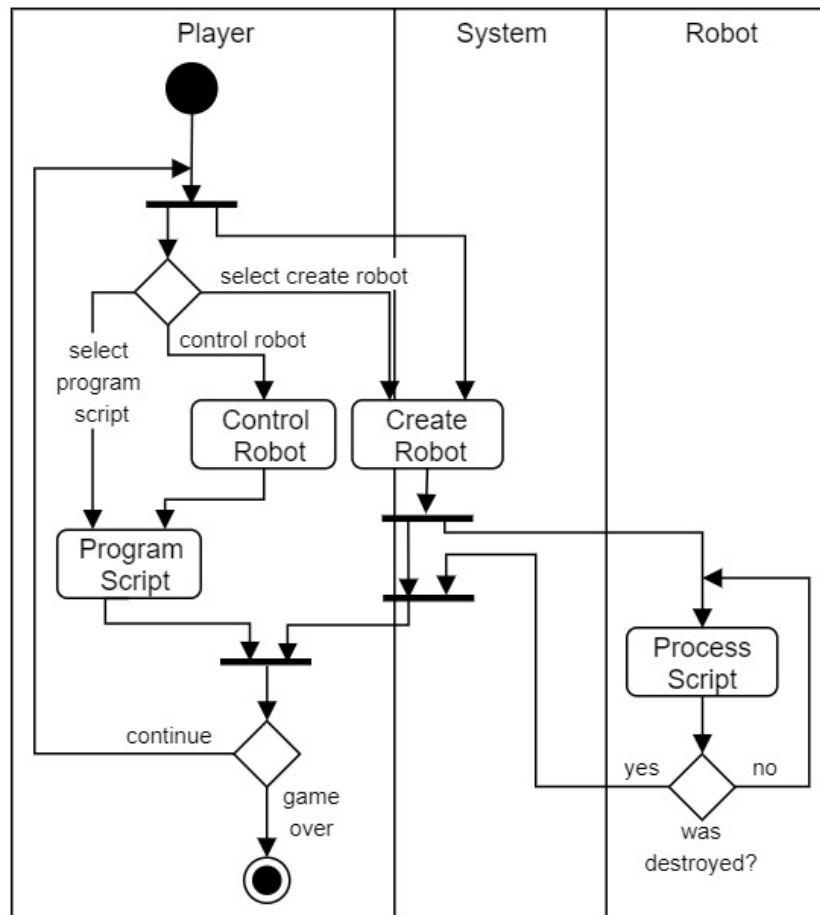 Player
System
Robot
select create robot
control robot
select
program
script
Control
Robot
Create
Robot
Program
Script
Process
Script
continue
game
over
yes
no
was
destroyed?